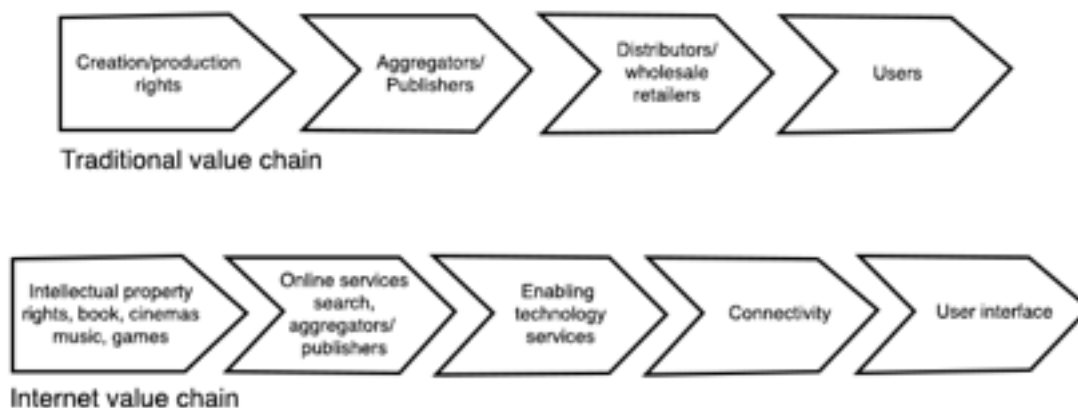 Creation/production
rights
Aggregators/
Publishers
Distributors/
wholesale
retailers
Users
Traditional value chain
Intellectual property
rights, book, cinemas
music, games
Online services
search,
aggregators/
publishers
Enabling
technology
services
Connectivity
User interface
Internet value chain